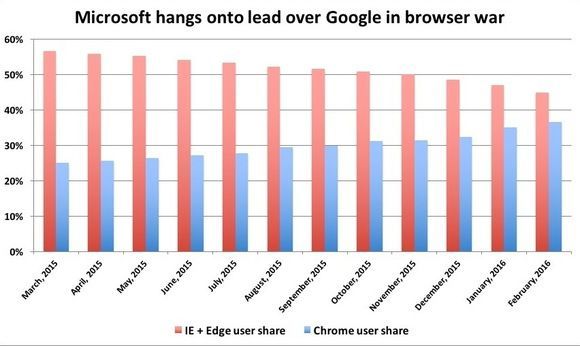 Microsoft hangs onto lead over Google in browser war
60%
50%
40%
30%
20%
10%
0%
March, 2015
April, 2015
May, 2015
June, 2015
July, 2015
August, 2015
September, 2015
October, 2015
November, 2015
December, 2015
January, 2016
February, 2016
IE + Edge user share
Chrome user share